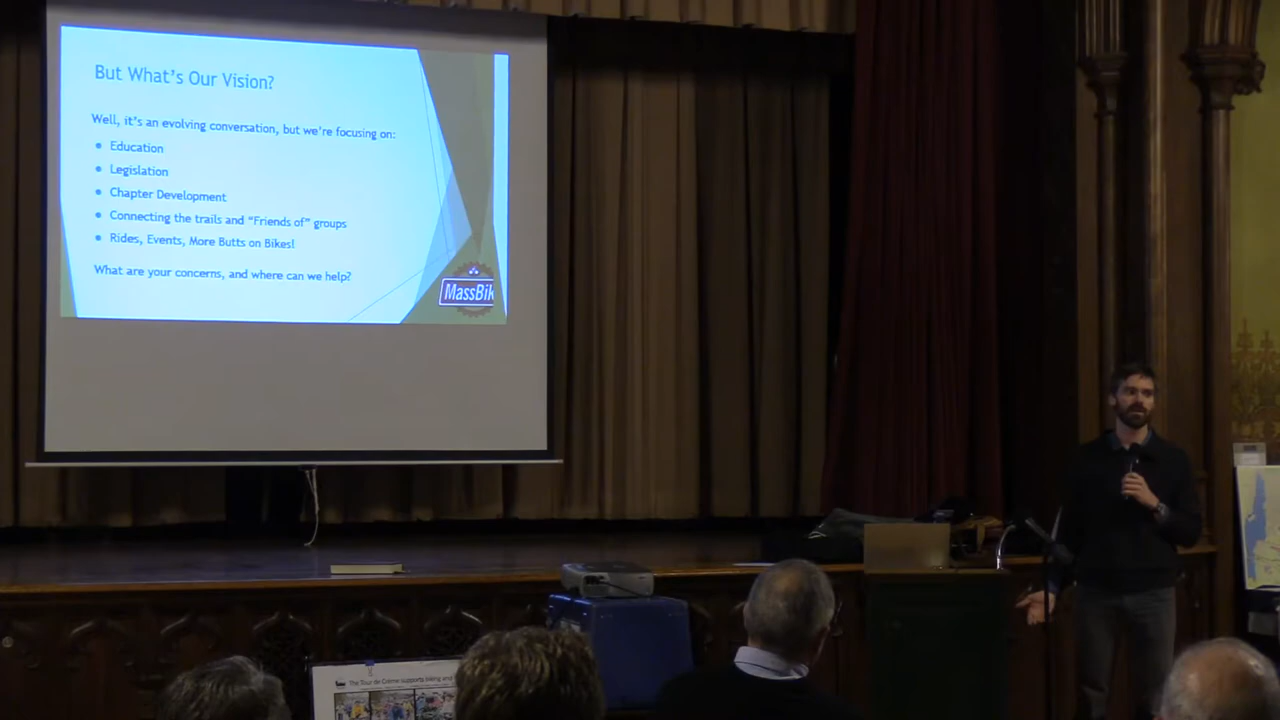 But What's Our Vision?
Well, it's an evolving conversation, but we're focusing on:
Education
Legislation
Chapter Development
Connecting the trails and "Friends of" groups
Rides, Events, More Butts on Bikes!
What are your concerns, and where can we help?
MassBik
The Tour de Creme supports biking and